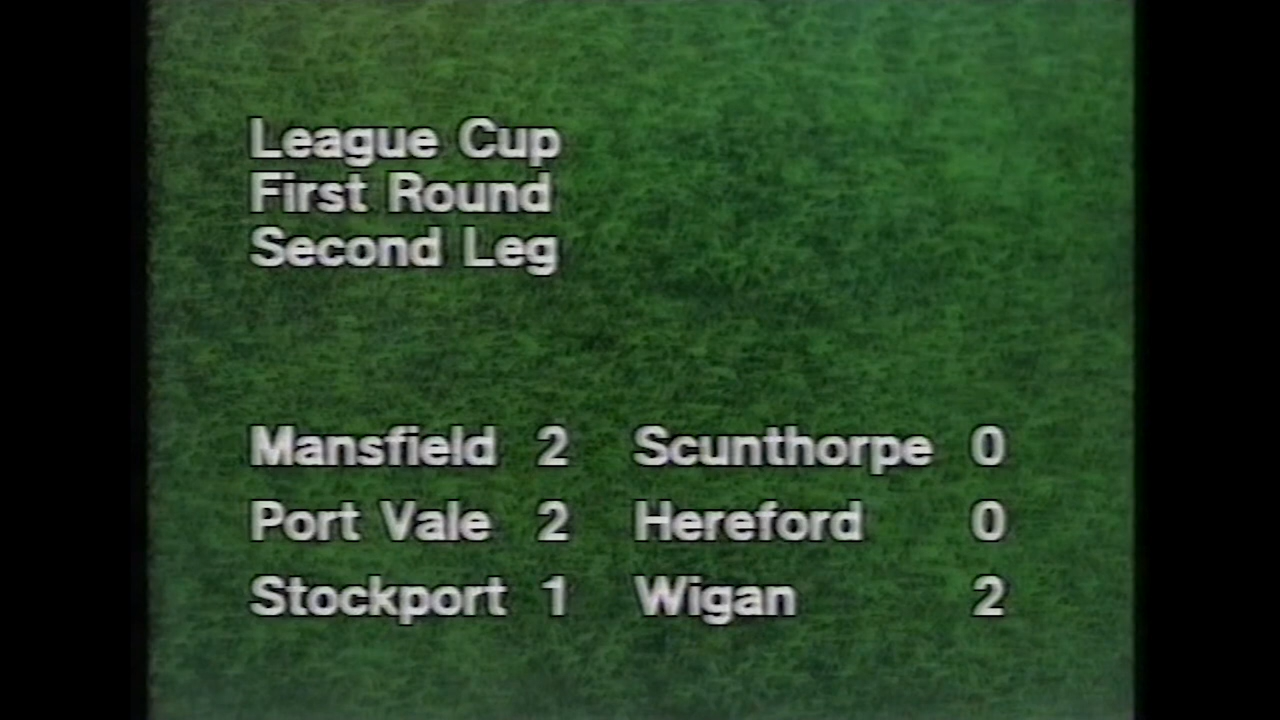 League Cup
First Round
Second Leg
Mansfield 2 Scunthorpe 0
Port Vale 2 Hereford 0
Stockport 1 Wigan 2